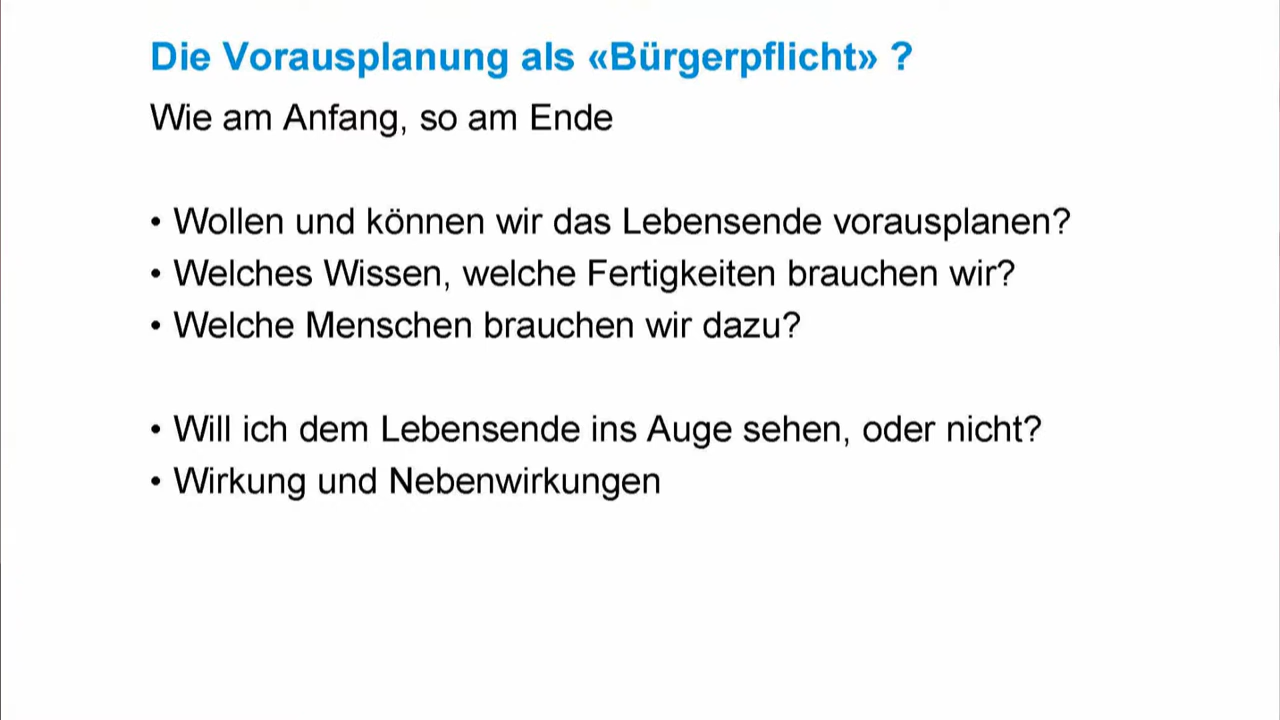 Die Vorausplanung als «Bürgerpflicht» ?
Wie am Anfang, so am Ende
• Wollen und können wir das Lebensende vorausplanen?
• Welches Wissen, welche Fertigkeiten brauchen wir?
• Welche Menschen brauchen wir dazu?
• Will ich dem Lebensende ins Auge sehen, oder nicht?
• Wirkung und Nebenwirkungen